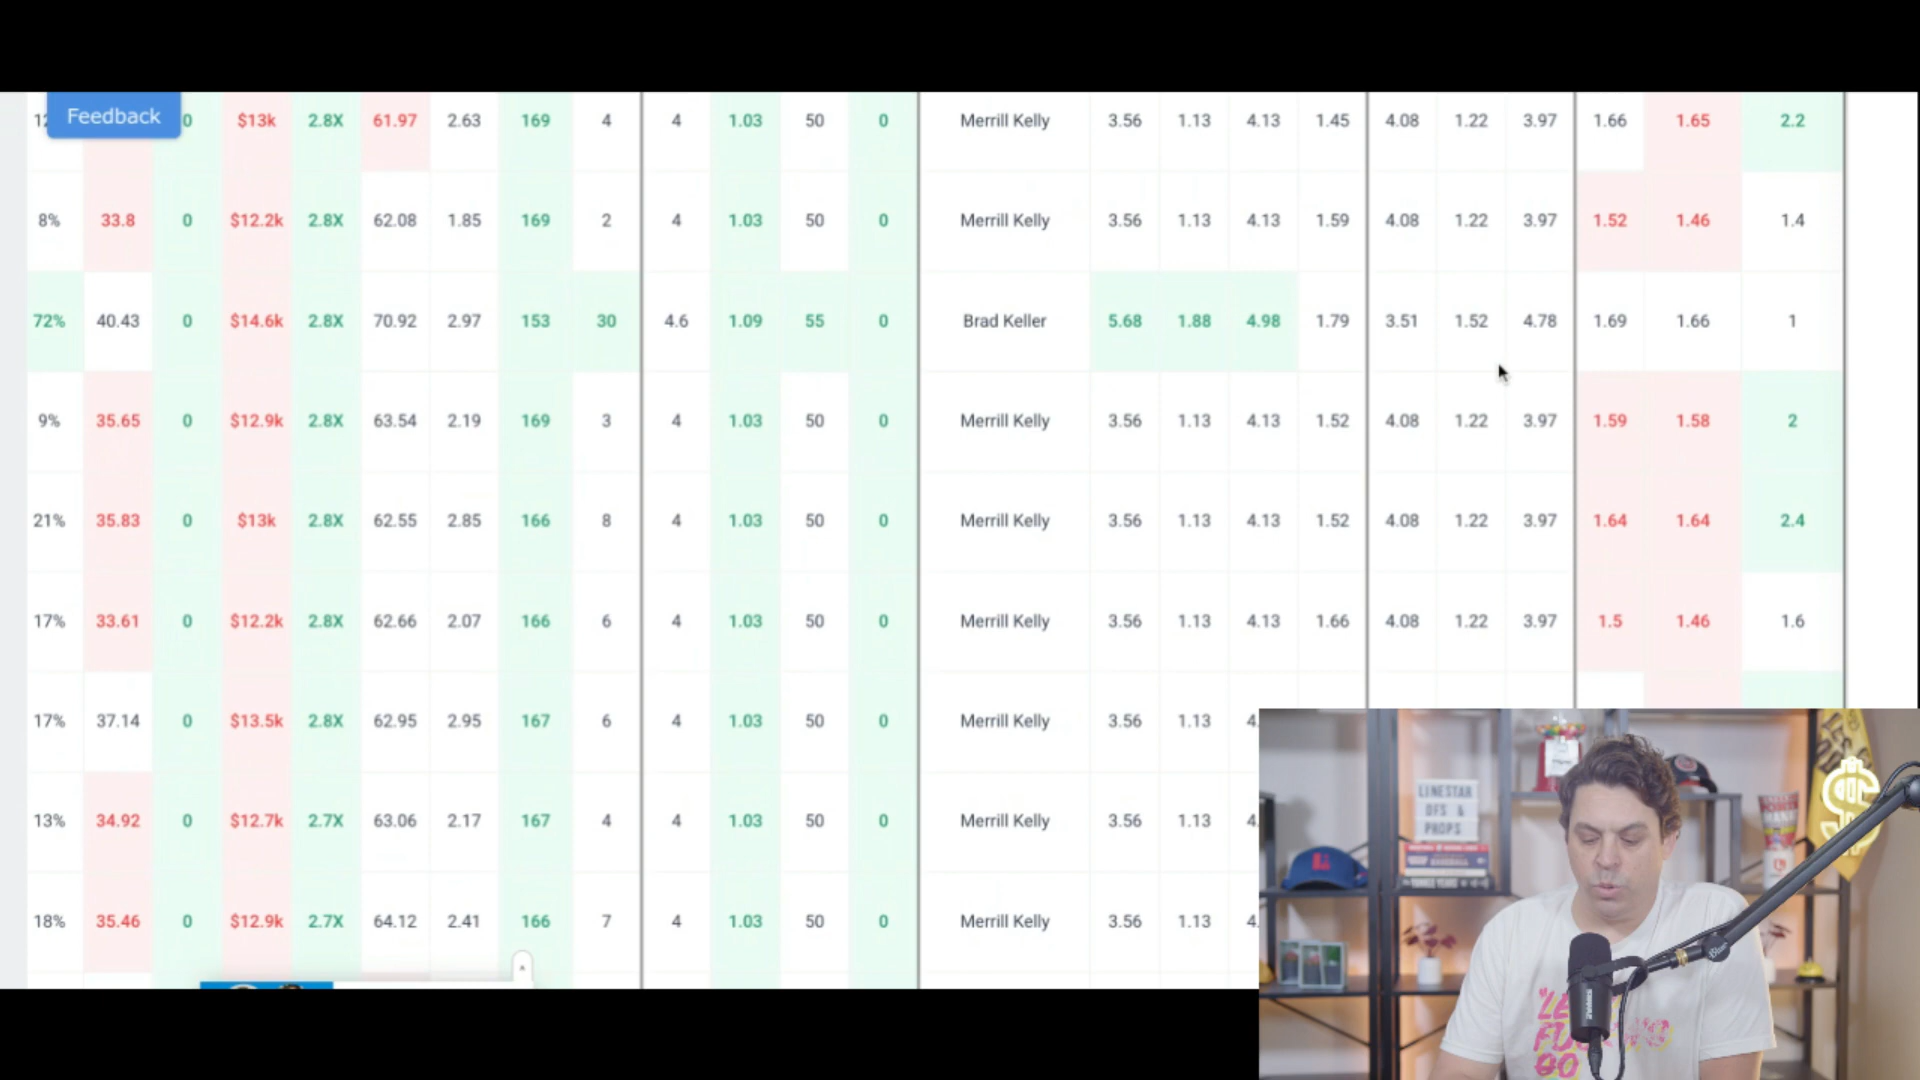 Feedback
0 $13k 2.8X 61.97 2.63 169 4 4 1.03 50 0 Merrill Kelly 3.56 1.13 4.13 1.45 4.08 1.22 3.97 1.66 1.65 2.2
8% 33.8 0 $12.2k 2.8X 62.08 1.85 169 2 4 1.03 50 0 Merrill Kelly 3.56 1.13 4.13 1.59 4.08 1.22 3.97 1.52 1.46 1.4
72% 40.43 0 $14.6k 2.8X 70.92 2.97 153 30 4.6 1.09 55 0 Brad Keller 5.68 1.88 4.98 1.79 3.51 1.52 4.78 1.69 1.66 1
9% 35.65 0 $12.9k 2.8X 63.54 2.19 169 3 4 1.03 50 0 Merrill Kelly 3.56 1.13 4.13 1.52 4.08 1.22 3.97 1.59 1.58 2
21% 35.83 0 $13k 2.8X 62.55 2.85 166 8 4 1.03 50 0 Merrill Kelly 3.56 1.13 4.13 1.52 4.08 1.22 3.97 1.64 1.64 2.4
17% 33.61 0 $12.2k 2.8X 62.66 2.07 166 6 4 1.03 50 0 Merrill Kelly 3.56 1.13 4.13 1.66 4.08 1.22 3.97 1.5 1.46 1.6
17% 37.14 0 $13.5k 2.8X 62.95 2.95 167 6 4 1.03 50 0 Merrill Kelly 3.56 1.13
13% 34.92 0 $12.7k 2.7X 63.06 2.17 167 4 4 1.03 50 0 Merrill Kelly 3.56 1.13
18% 35.46 0 $12.9k 2.7X 64.12 2.41 166 7 4 1.03 50 0 Merrill Kelly 3.56 1.13
LINESTAR
DFS &
PROPS